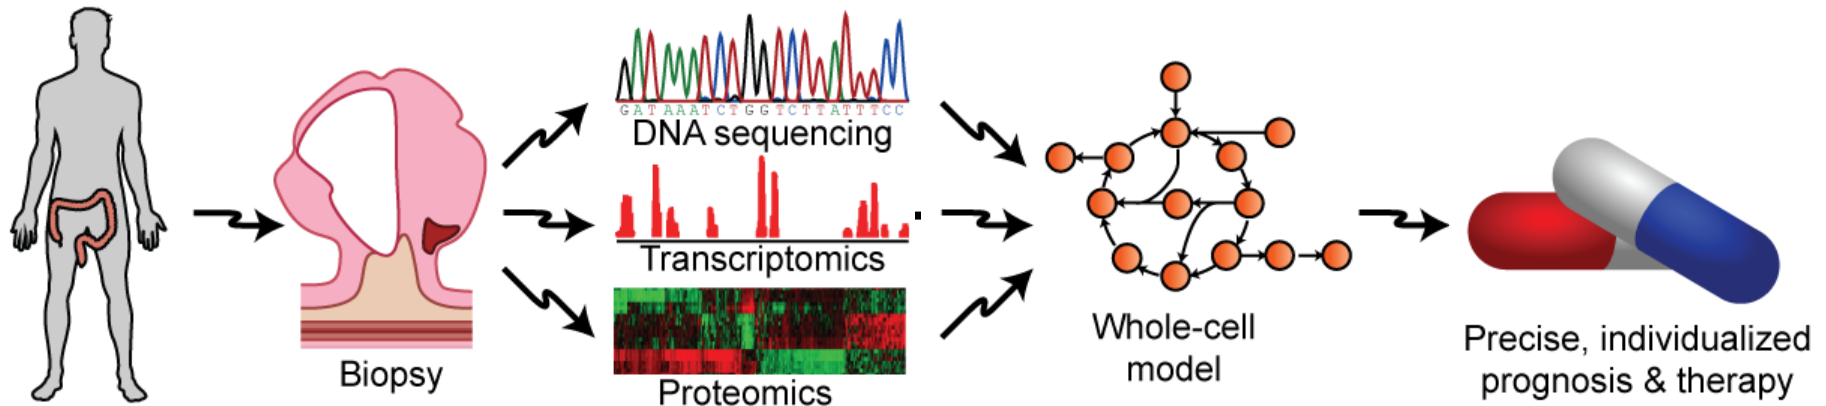 GATAAATCTGGTCTTATTTCC
DNA sequencing
Transcriptomics
Proteomics
Biopsy
Whole-cell
model
Precise, individualized
prognosis & therapy